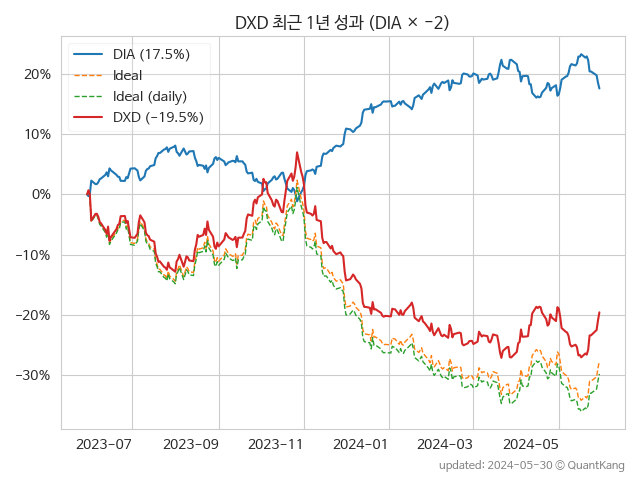 DXD 최근 1년 성과 (DIA × -2)
DIA (17.5%)
Ideal
Ideal (daily)
DXD (-19.5%)
20%
10%
0%
-10%
-20%
-30%
2023-07
2023-09
2023-11
2024-01
2024-03
2024-05
updated: 2024-05-30 © QuantKang